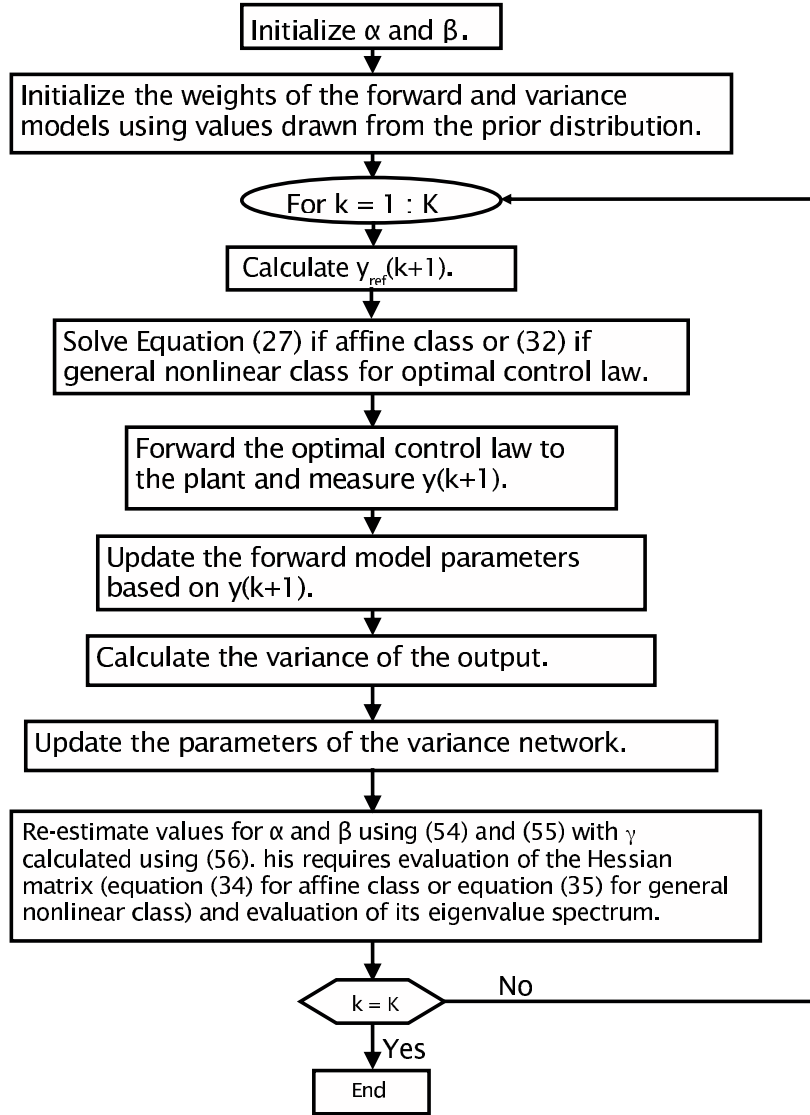 Initialize α and β.
Initialize the weights of the forward and variance
models using values drawn from the prior distribution.
For k = 1 : K
Calculate y_ref(k+1).
Solve Equation (27) if affine class or (32) if
general nonlinear class for optimal control law.
Forward the optimal control law to
the plant and measure y(k+1).
Update the forward model parameters
based on y(k+1).
Calculate the variance of the output.
Update the parameters of the variance network.
Re-estimate values for α and β using (54) and (55) with γ
calculated using (56). his requires evaluation of the Hessian
matrix (equation (34) for affine class or equation (35) for general
nonlinear class) and evaluation of its eigenvalue spectrum.
k = K
No
Yes
End